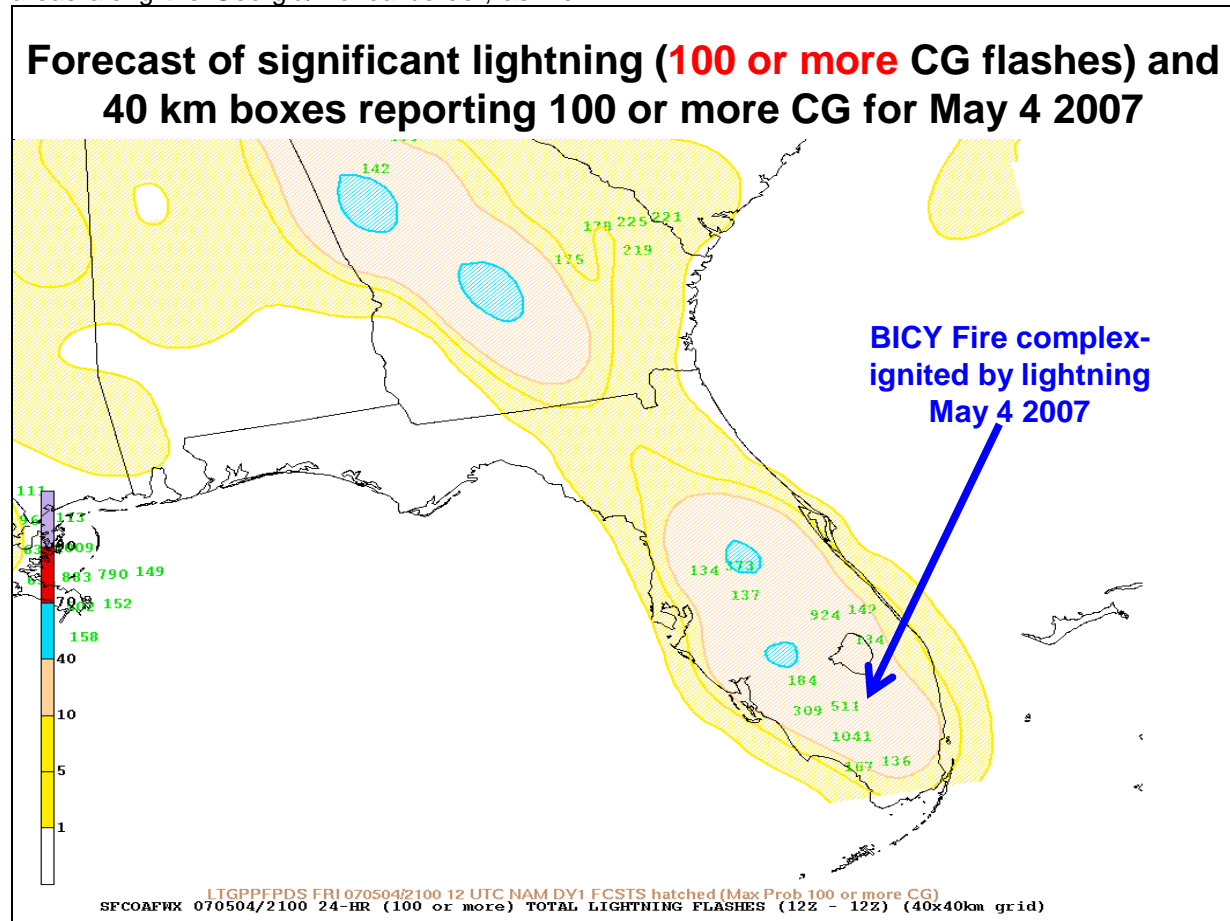 Forecast of significant lightning (100 or more CG flashes) and
40 km boxes reporting 100 or more CG for May 4 2007
142
178 225 221
175 219
BICY Fire complex-
ignited by lightning
May 4 2007
111
113
90
883 790 149
70 152
158
40
10
5
1
134 373
137
924 142
134
184
309 511
1041
167 136
LTGPPFPDS FRI 070504/2100 12 UTC NAM DY1 FCSTS hatched (Max Prob 100 or more CG)
SFCOAFWX 070504/2100 24-HR (100 or more) TOTAL LIGHTNING FLASHES (12Z - 12Z) (40x40km grid)